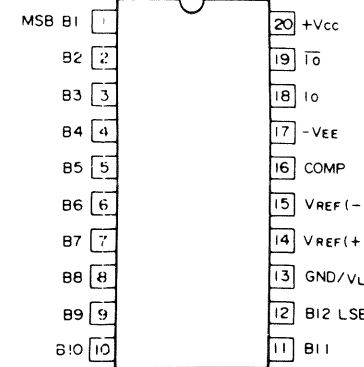 MSB B1 1 20 +Vcc
B2 2 19 I̅o̅
B3 3 18 Io
B4 4 17 -VEE
B5 5 16 COMP
B6 6 15 VREF(-
B7 7 14 VREF(+
B8 8 13 GND/VL
B9 9 12 B12 LSB
B10 10 11 B11